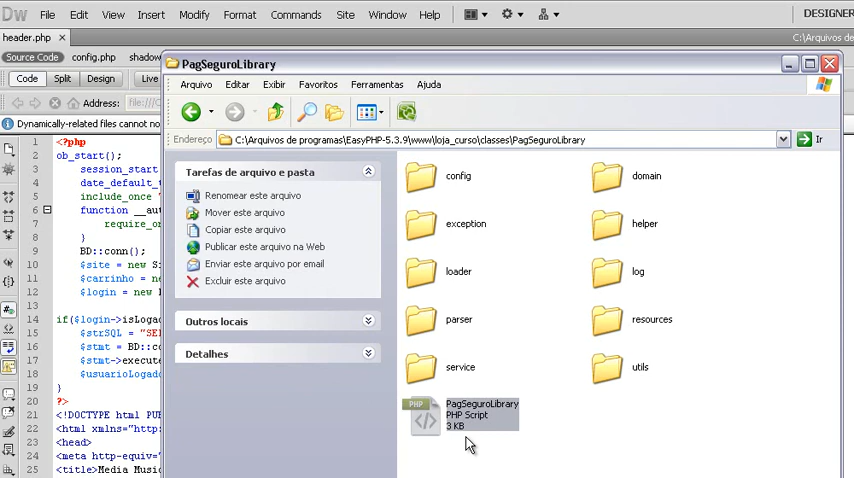 Dw File Edit View Insert Modify Format Commands Site Window Help DESIGNER
header.php × C:\Arquivos de
Source Code config.php shadow
Code Split Design Live
Address: file:///C
Dynamically-related files cannot no
1 <?php
2 ob_start();
3 session_start
4 date_default_t
5 include_once "
6 function __au
7 require_on
8 }
9 BD::conn();
10 $site = new Si
11 $carrinho = ne
12 $login = new L
13
14 if($login->isLoga
15 $strSQL = "SE
16 $stmt = BD::co
17 $stmt->execute
18 $usuarioLogado
19 }
20 ?>
21 <!DOCTYPE html PUB
22 <html xmlns="http:
23 <head>
24 <meta http-equiv="
25 <title>Media Musi
PagSeguroLibrary
Arquivo Editar Exibir Favoritos Ferramentas Ajuda
Endereço C:\Arquivos de programas\EasyPHP-5.3.9\www\loja_curso\classes\PagSeguroLibrary Ir
Tarefas de arquivo e pasta
Renomear este arquivo
Mover este arquivo
Copiar este arquivo
Publicar este arquivo na Web
Enviar este arquivo por email
Excluir este arquivo
Outros locais
Detalhes
config domain
exception helper
loader log
parser resources
service utils
PHP
PagSeguroLibrary
PHP Script
3 KB